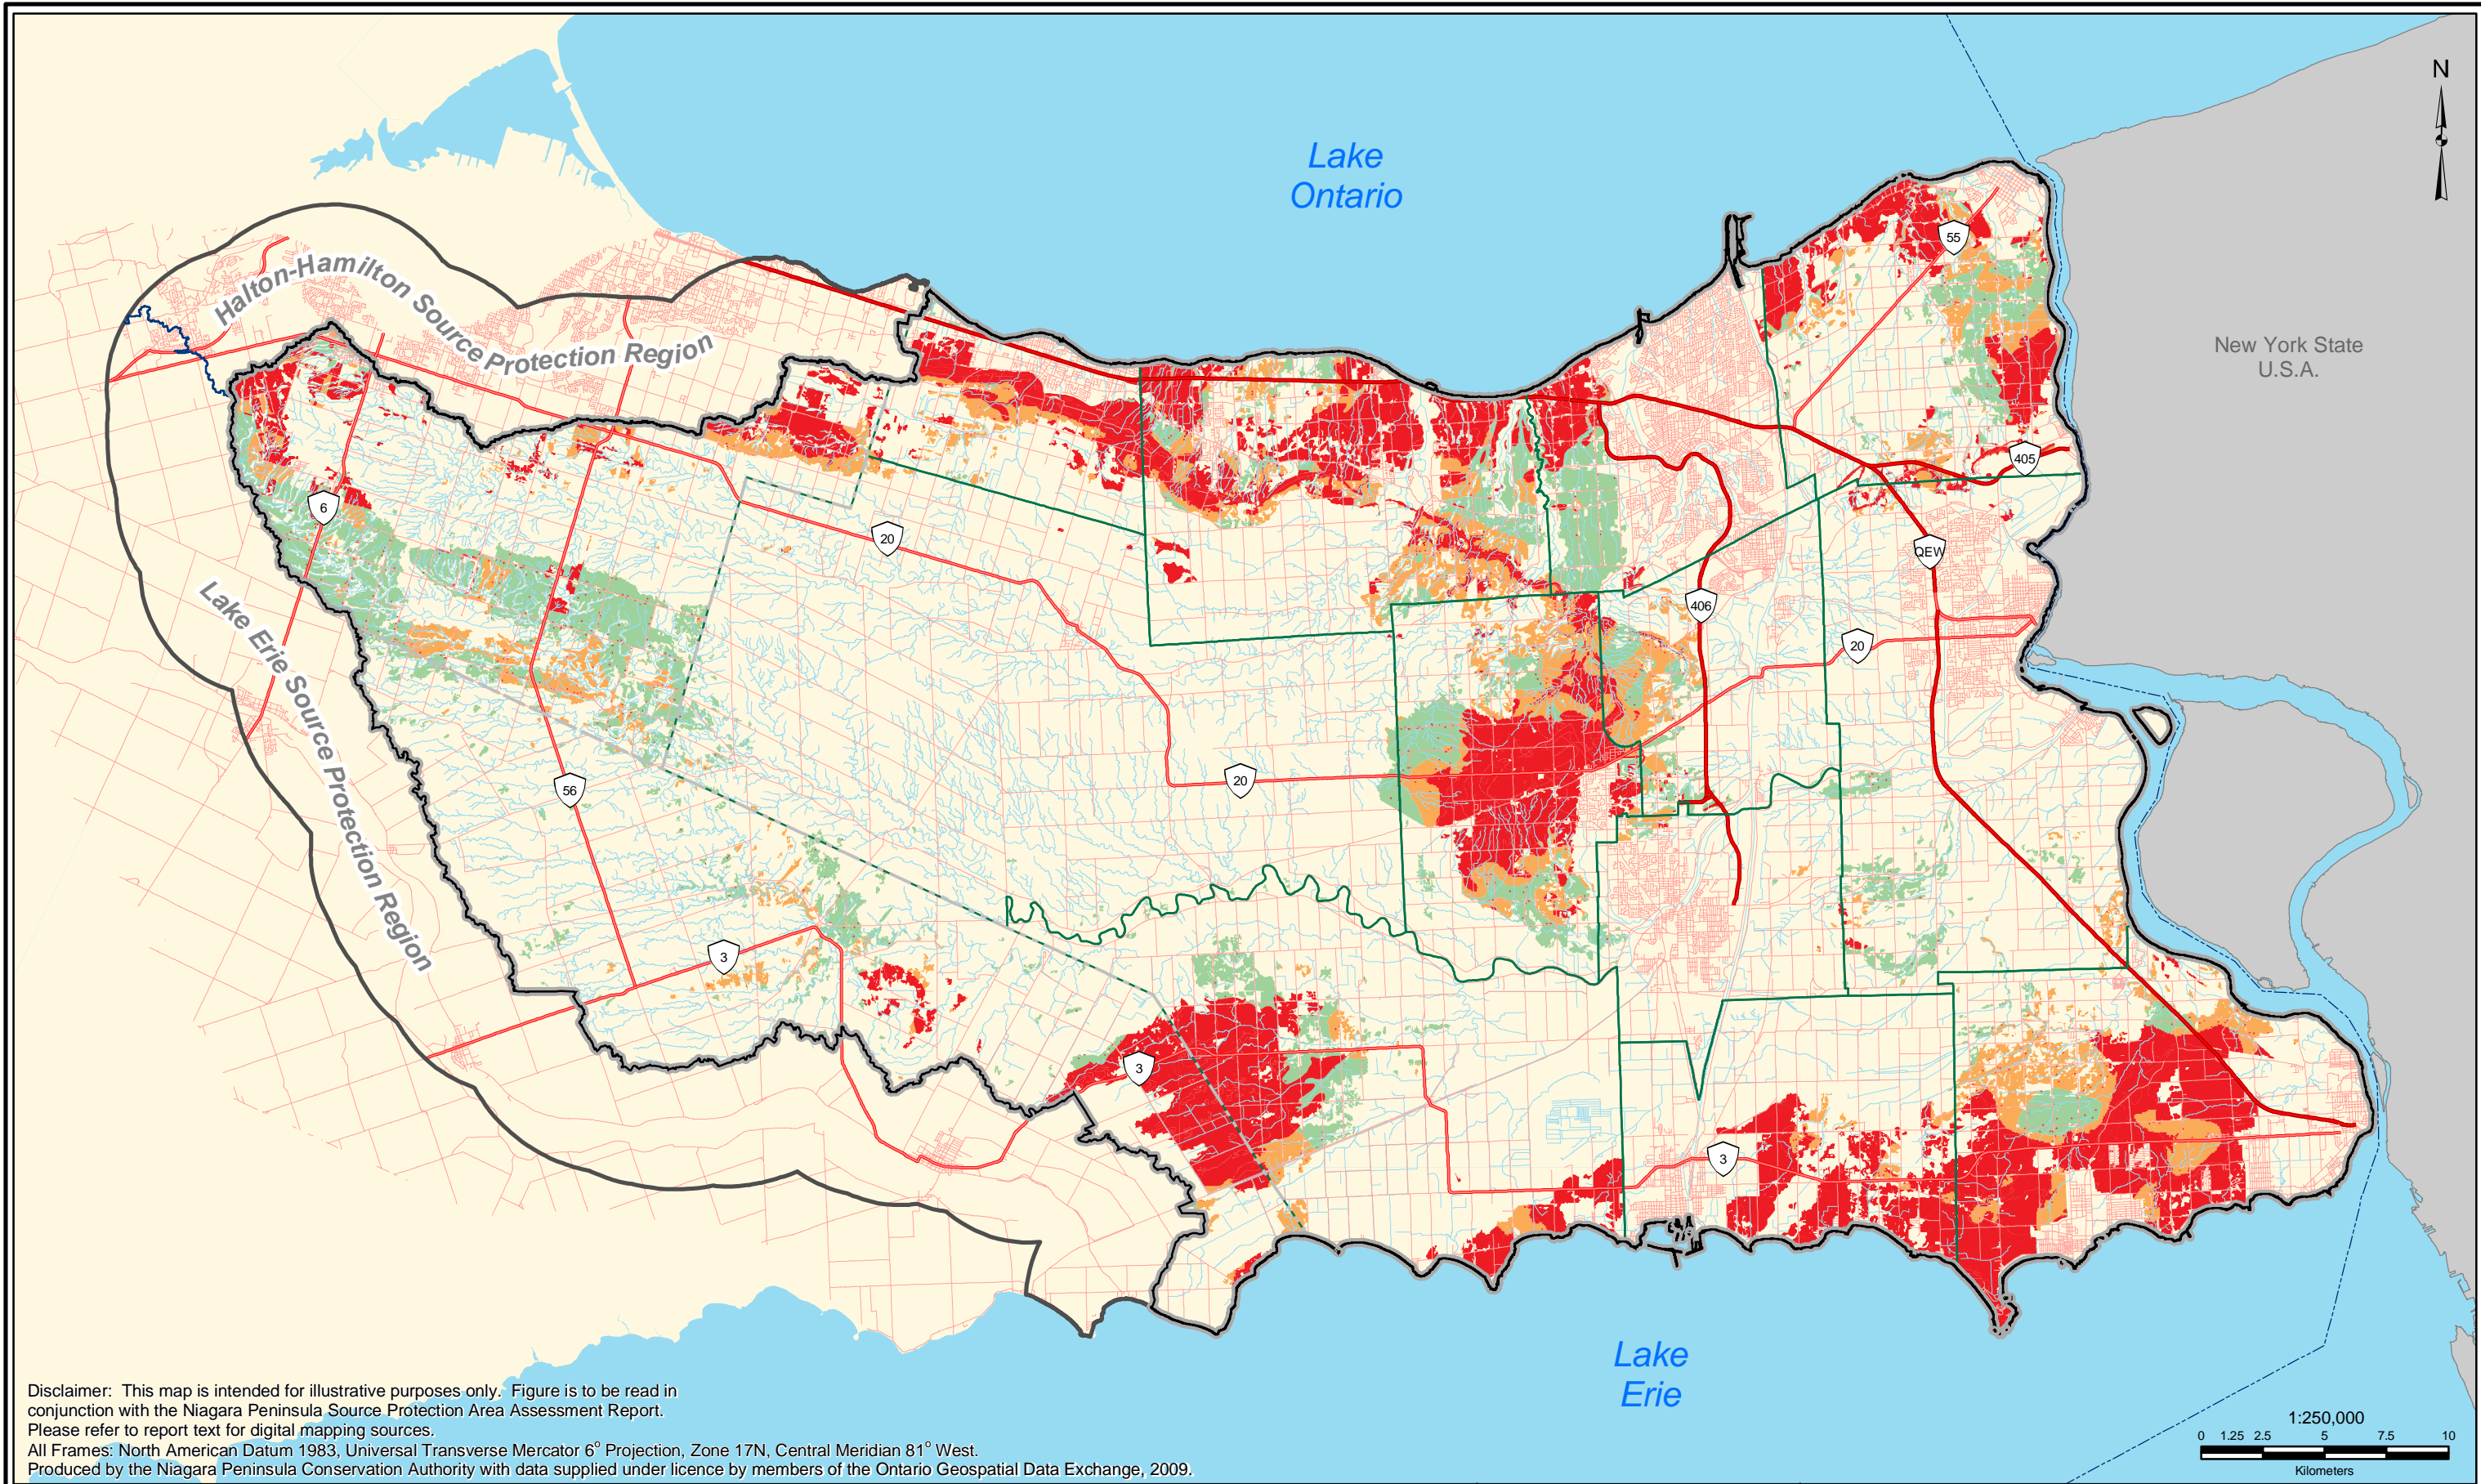 Lake
Ontario
N
55
Halton-Hamilton Source Protection Region
New York State
U.S.A.
405
6
20
QEW
406
Lake Erie Source Protection Region
20
20
56
3
3
3
Lake
Erie
Disclaimer: This map is intended for illustrative purposes only. Figure is to be read in
conjunction with the Niagara Peninsula Source Protection Area Assessment Report.
Please refer to report text for digital mapping sources.
All Frames: North American Datum 1983, Universal Transverse Mercator 6° Projection, Zone 17N, Central Meridian 81° West.
Produced by the Niagara Peninsula Conservation Authority with data supplied under licence by members of the Ontario Geospatial Data Exchange, 2009.
1:250,000
0 1.25 2.5 5 7.5 10
Kilometers